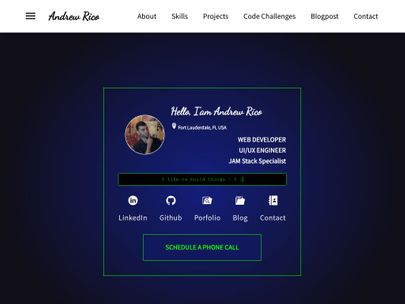 Andrew Rico
About
Skills
Projects
Code Challenges
Blogpost
Contact
Hello, I'am Andrew Rico
Fort Lauderdale, FL USA
WEB DEVELOPER
UI/UX ENGINEER
JAM Stack Specialist
I like to build things
LinkedIn
Github
Porfolio
Blog
Contact
SCHEDULE A PHONE CALL